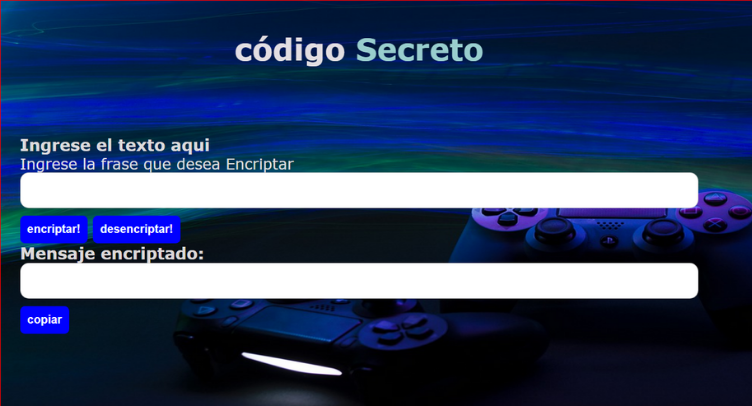 código Secreto
Ingrese el texto aqui
Ingrese la frase que desea Encriptar
encriptar! desencriptar!
Mensaje encriptado:
copiar